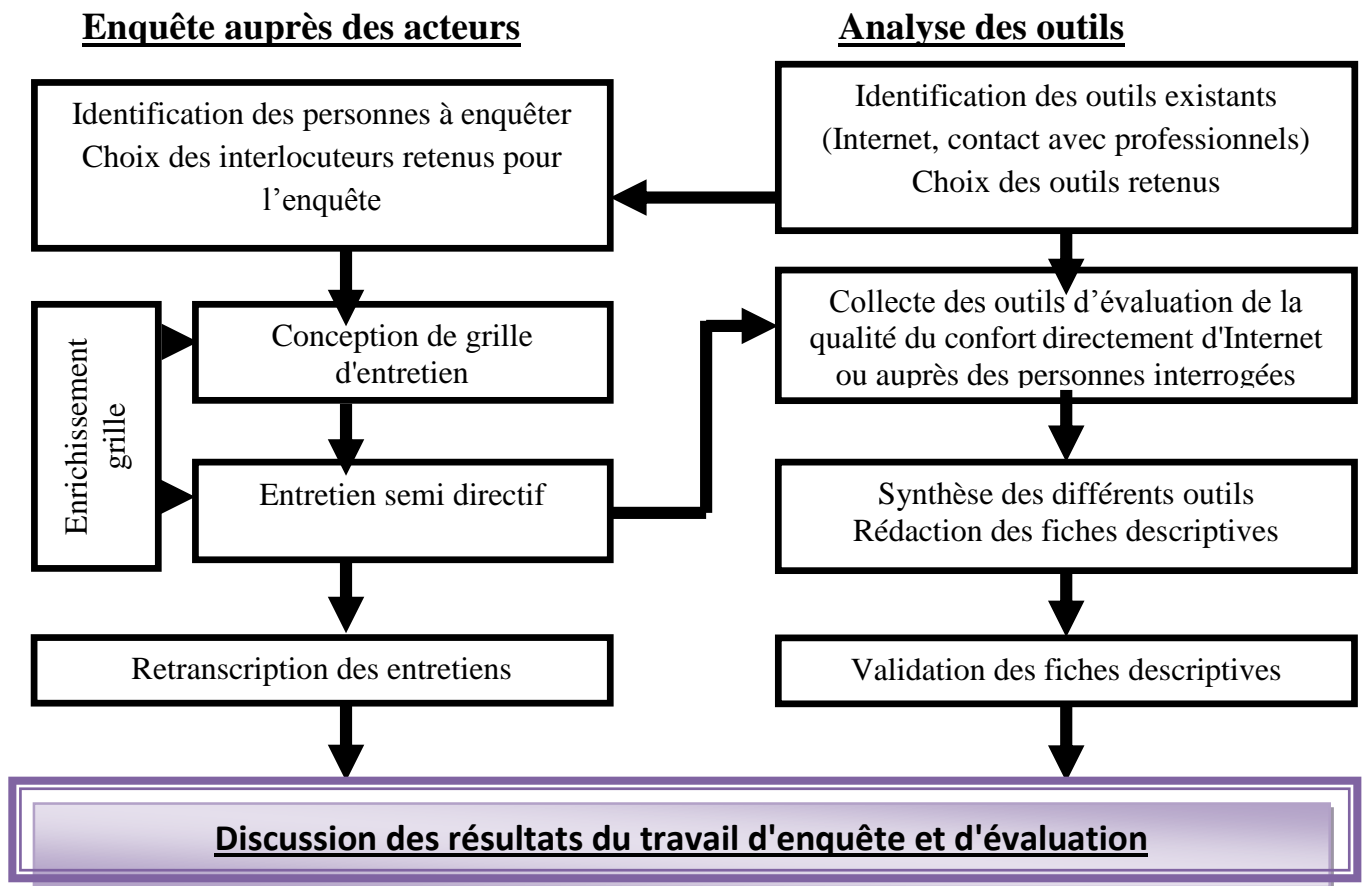 Enquête auprès des acteurs
Analyse des outils
Identification des personnes à enquêter
Choix des interlocuteurs retenus pour
l’enquête
Identification des outils existants
(Internet, contact avec professionnels)
Choix des outils retenus
Enrichissement
grille
Conception de grille
d'entretien
Collecte des outils d’évaluation de la
qualité du confort directement d'Internet
ou auprès des personnes interrogées
Entretien semi directif
Synthèse des différents outils
Rédaction des fiches descriptives
Retranscription des entretiens
Validation des fiches descriptives
Discussion des résultats du travail d'enquête et d'évaluation